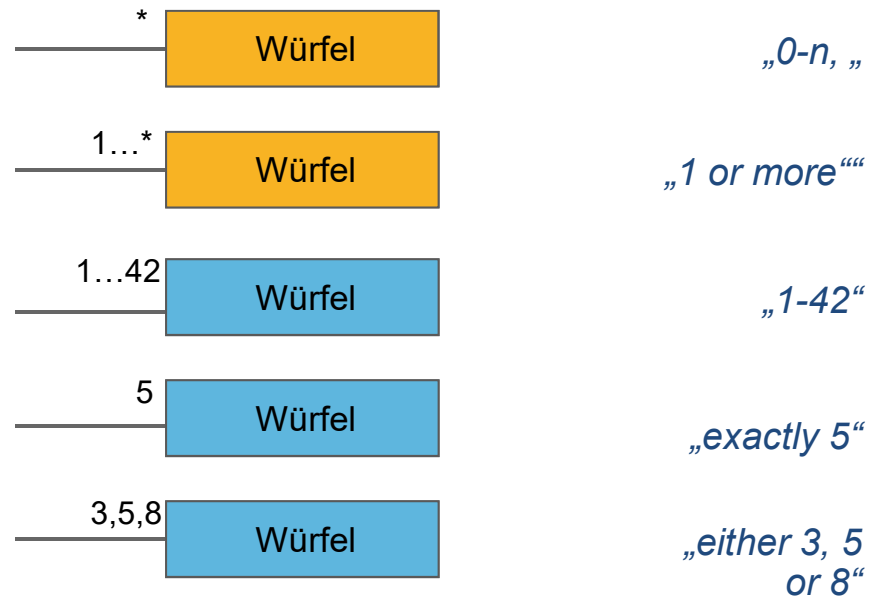 *
Würfel
„0-n, „
1…*
Würfel
„1 or more““
1…42
Würfel
„1-42“
5
Würfel
„exactly 5“
3,5,8
Würfel
„either 3, 5
or 8“